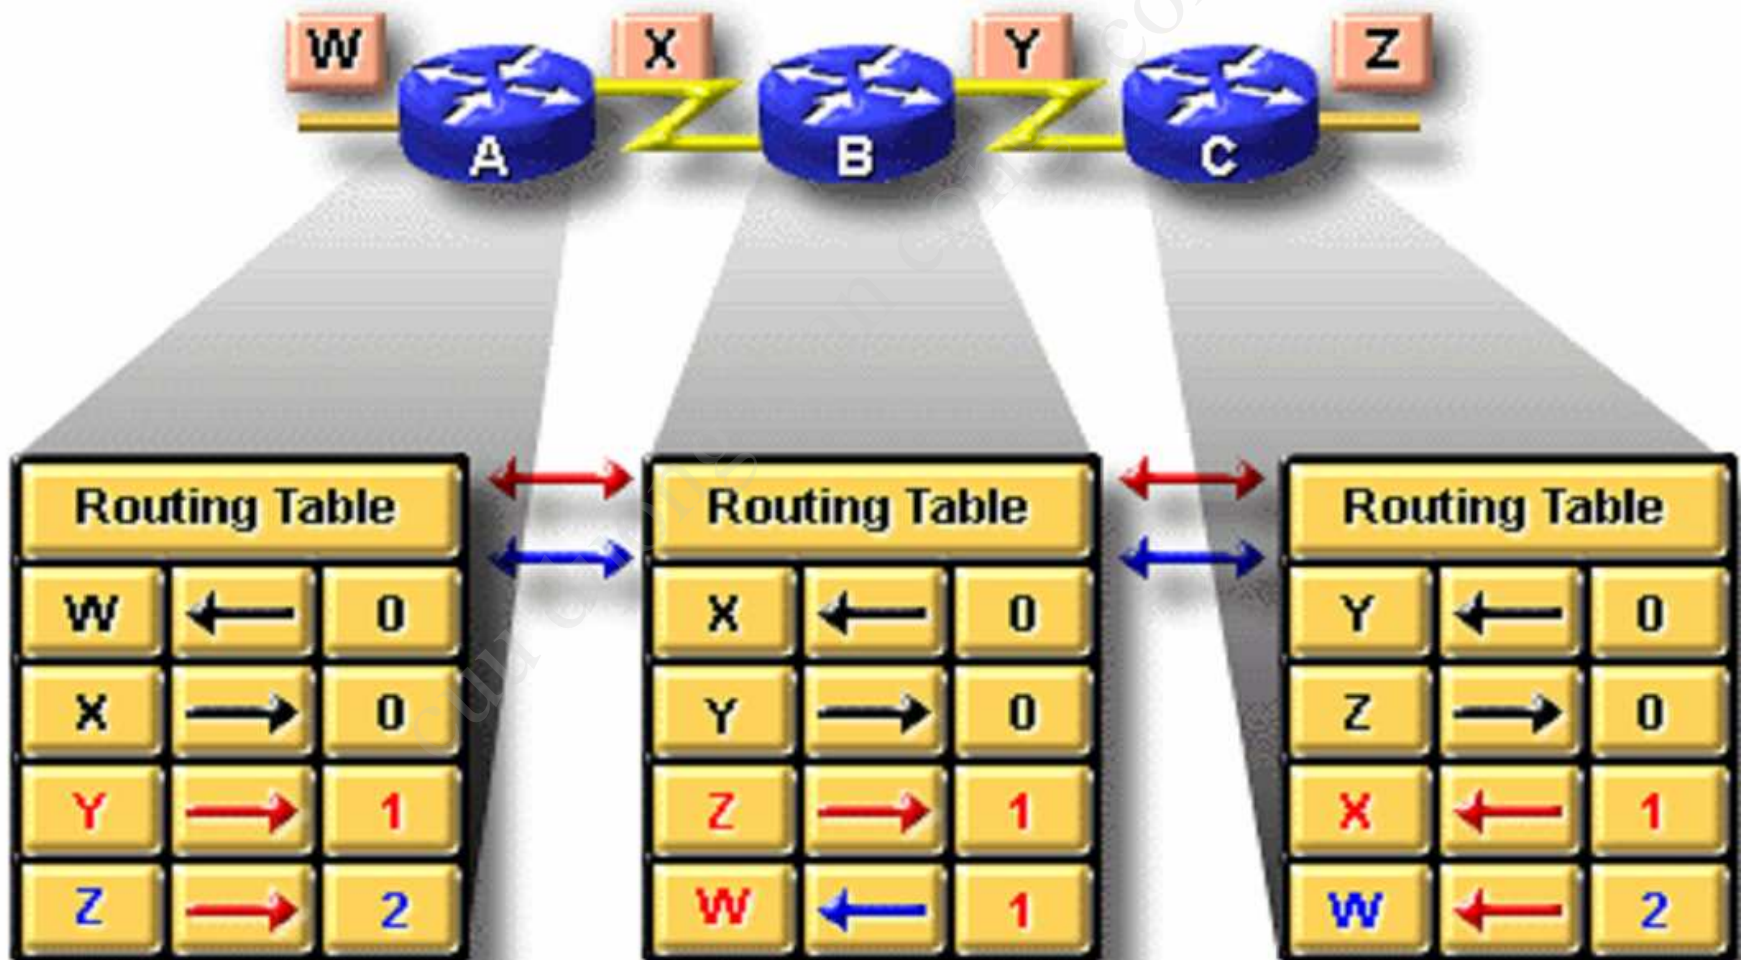 W X Y Z
A B C
Routing Table Routing Table Routing Table
W 0 X 0 Y 0
X 0 Y 0 Z 0
Y 1 Z 1 X 1
Z 2 W 1 W 2